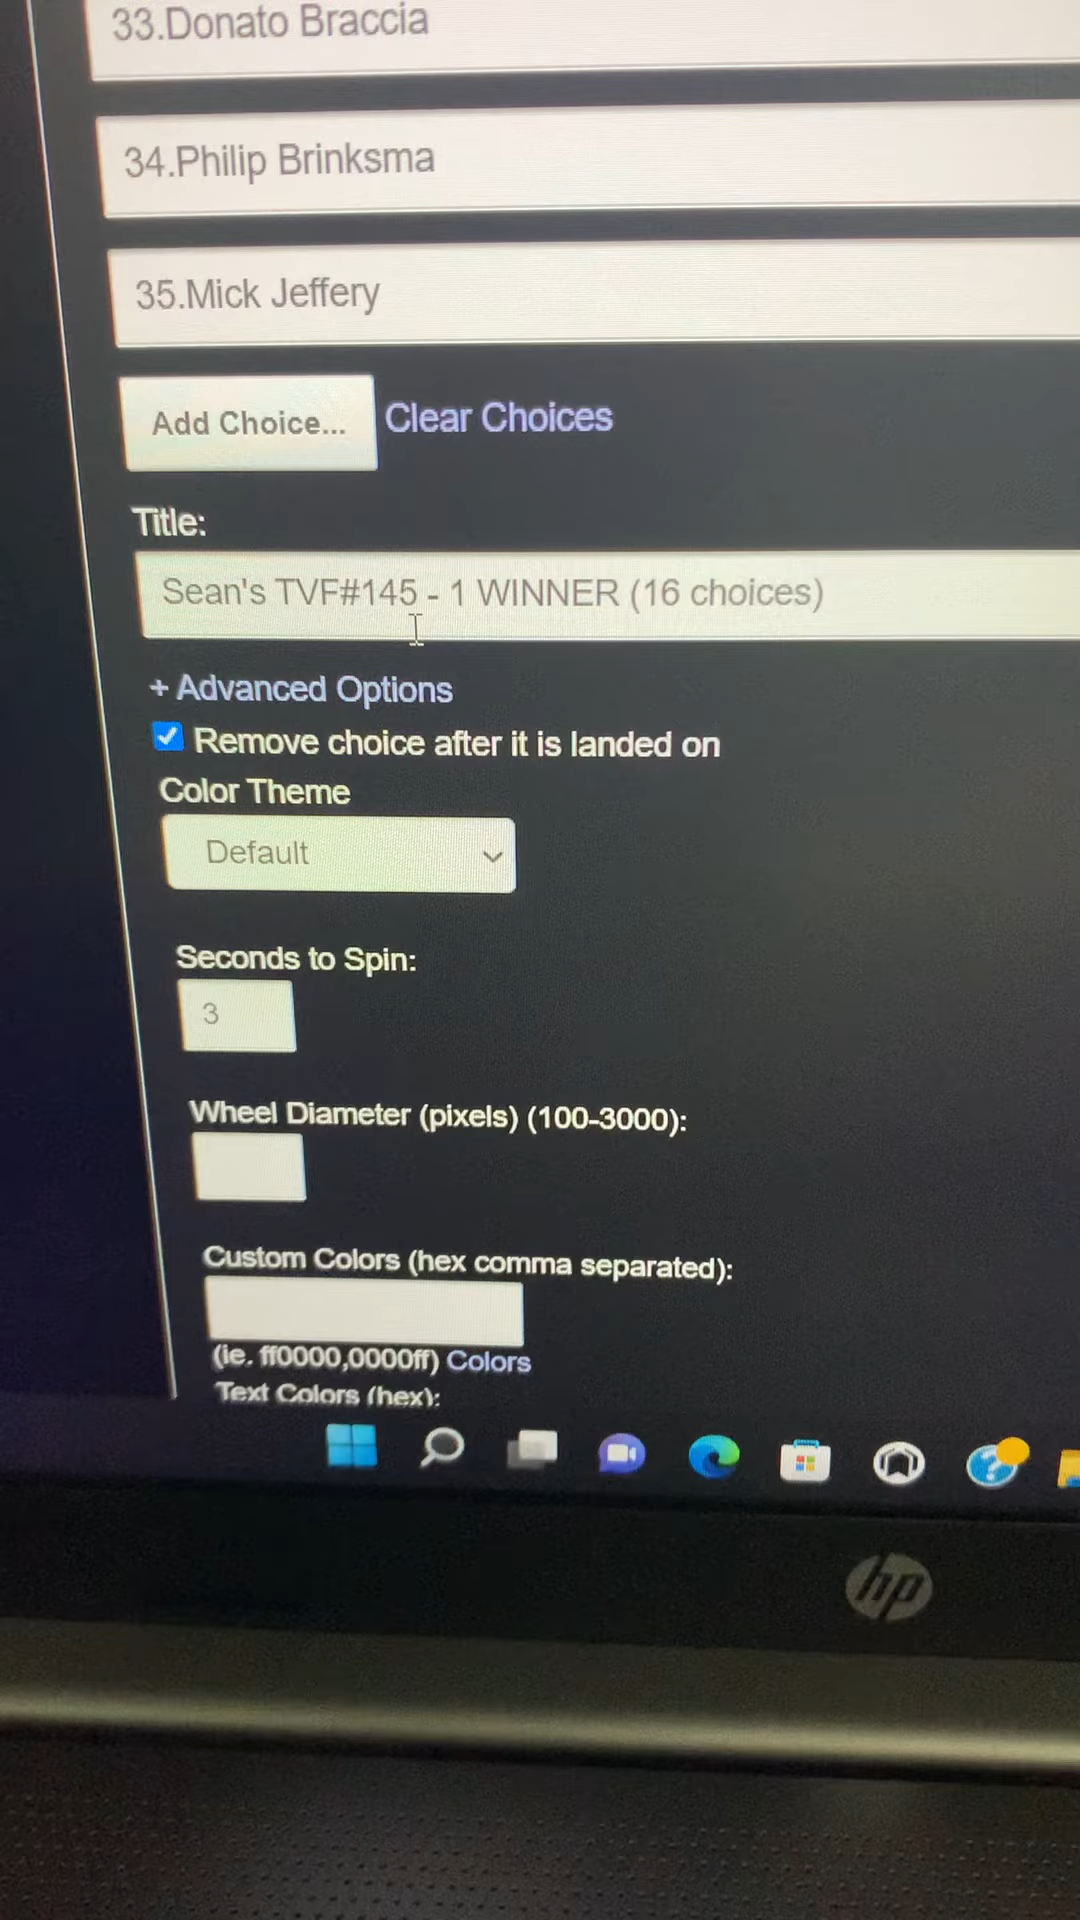 33.Donato Braccia
34.Philip Brinksma
35.Mick Jeffery
Add Choice... Clear Choices
Title:
Sean's TVF#145 - 1 WINNER (16 choices)
+ Advanced Options
Remove choice after it is landed on
Color Theme
Default
Seconds to Spin:
3
Wheel Diameter (pixels) (100-3000):
Custom Colors (hex comma separated):
(ie. ff0000,0000ff) Colors
Text Colors (hex):
hp